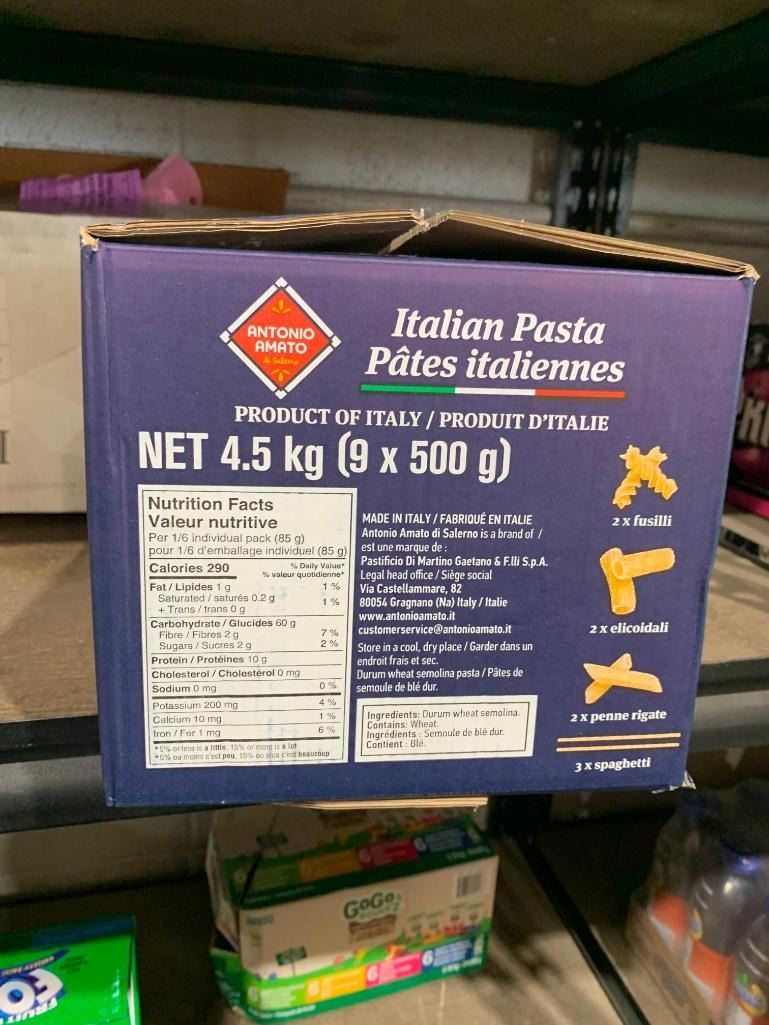 ANTONIO
AMATO
di Salerno
Italian Pasta
Pâtes italiennes
PRODUCT OF ITALY / PRODUIT D'ITALIE
NET 4.5 kg (9 x 500 g)
Nutrition Facts
Valeur nutritive
Per 1/6 individual pack (85 g)
pour 1/6 d'emballage individuel (85 g)
Calories 290
% Daily Value*
% valeur quotidienne*
Fat / Lipides 1 g 1 %
Saturated / saturés 0.2 g
+ Trans / trans 0 g 1 %
Carbohydrate / Glucides 60 g
Fibre / Fibres 2 g 7 %
Sugars / Sucres 2 g 2 %
Protein / Protéines 10 g
Cholesterol / Cholestérol 0 mg
Sodium 0 mg 0 %
Potassium 200 mg 4 %
Calcium 10 mg 1 %
Iron / Fer 1 mg 6 %
*5% or less is a little, 15% or more is a lot
*5% ou moins c'est peu, 15% ou plus c'est beaucoup
MADE IN ITALY / FABRIQUÉ EN ITALIE
Antonio Amato di Salerno is a brand of /
est une marque de :
Pastificio Di Martino Gaetano & F.lli S.p.A.
Legal head office / Siège social
Via Castellammare, 82
80054 Gragnano (Na) Italy / Italie
www.antonioamato.it
customerservice@antonioamato.it
Store in a cool, dry place / Garder dans un
endroit frais et sec.
Durum wheat semolina pasta / Pâtes de
semoule de blé dur.
Ingredients: Durum wheat semolina.
Contains: Wheat.
Ingrédients : Semoule de blé dur.
Contient : Blé.
2 x fusilli
2 x elicoidali
2 x penne rigate
3 x spaghetti
GoGo
6
6
6
6
6
6
FRUIT